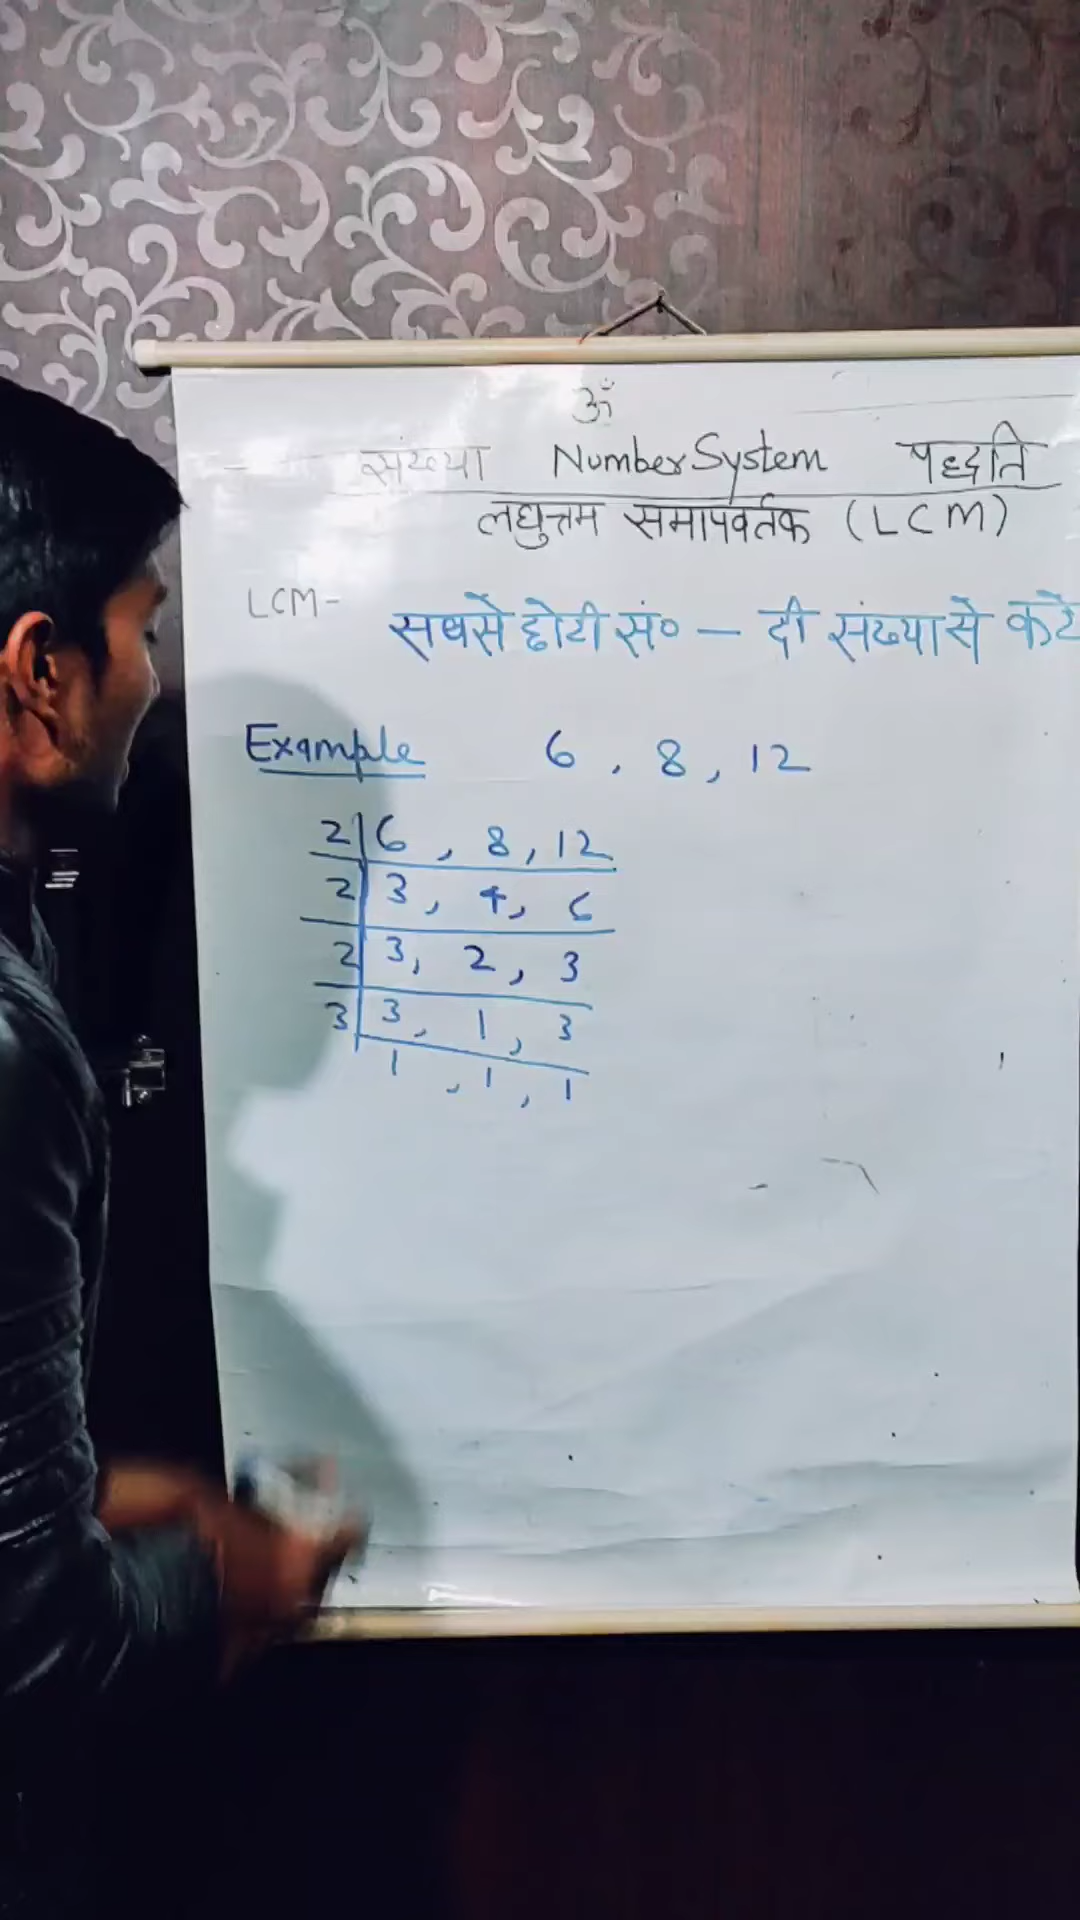 ॐ
संख्या Number System पद्धति
लघुत्तम समापवर्तक (LCM)
LCM-
सबसे छोटी सं० — दी संख्या से कटे
Example 6, 8, 12
2 6, 8, 12
2 3, 4, 6
2 3, 2, 3
3 3, 1, 3
1, 1, 1